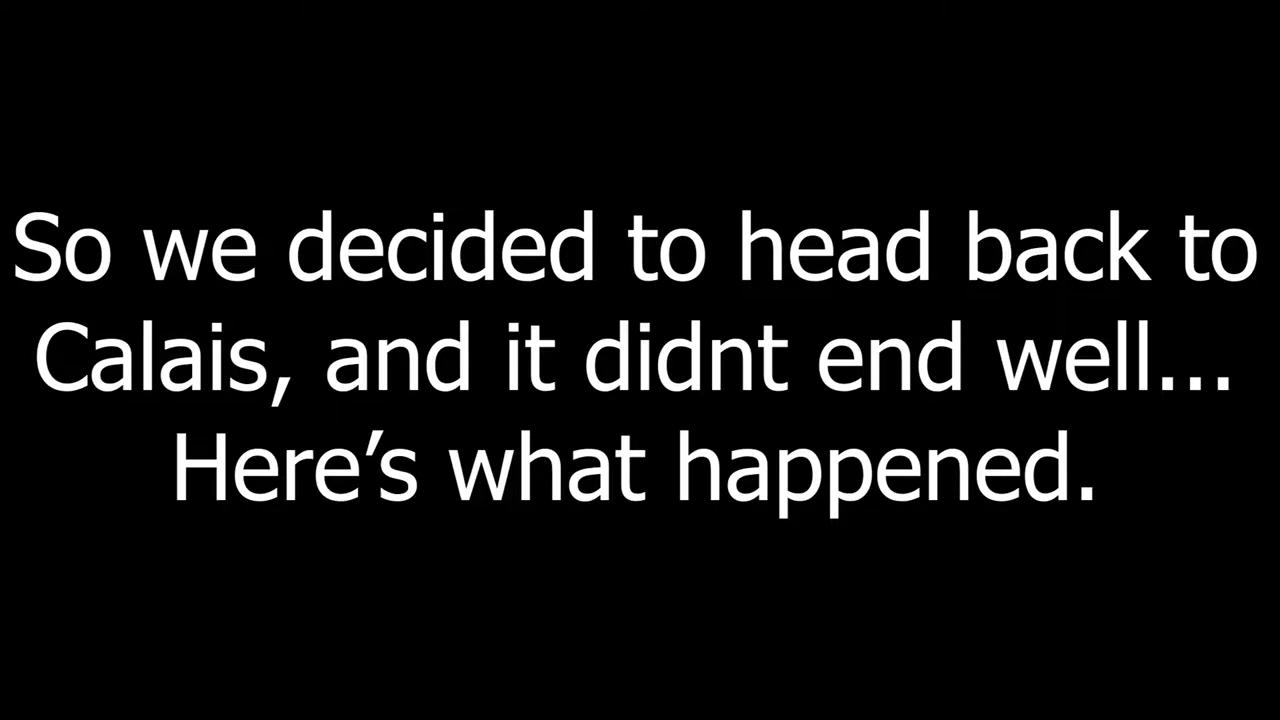 So we decided to head back to
Calais, and it didnt end well...
Here’s what happened.